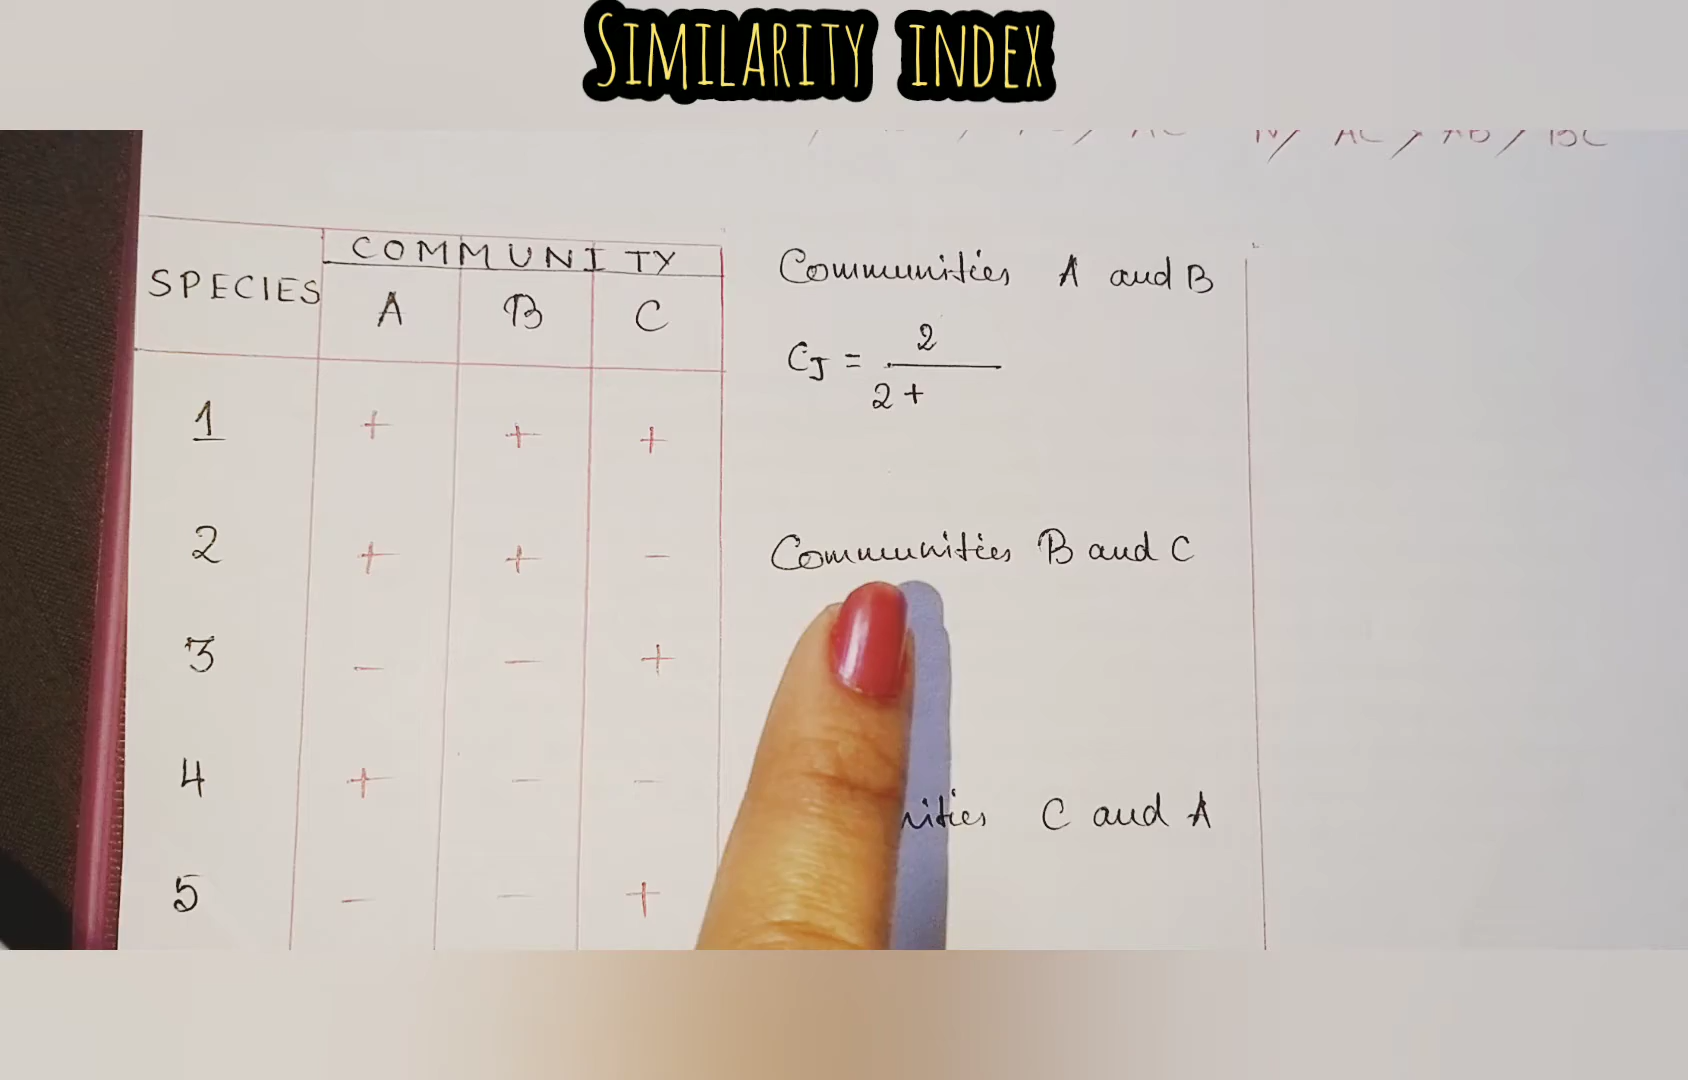 SIMILARITY INDEX
SPECIES
COMMUNITY
A B C
1 + + +
2 + + -
3 - - +
4 + - -
5 - - +
Communities A and B
CJ = 2
2 +
Communities B and C
C and A